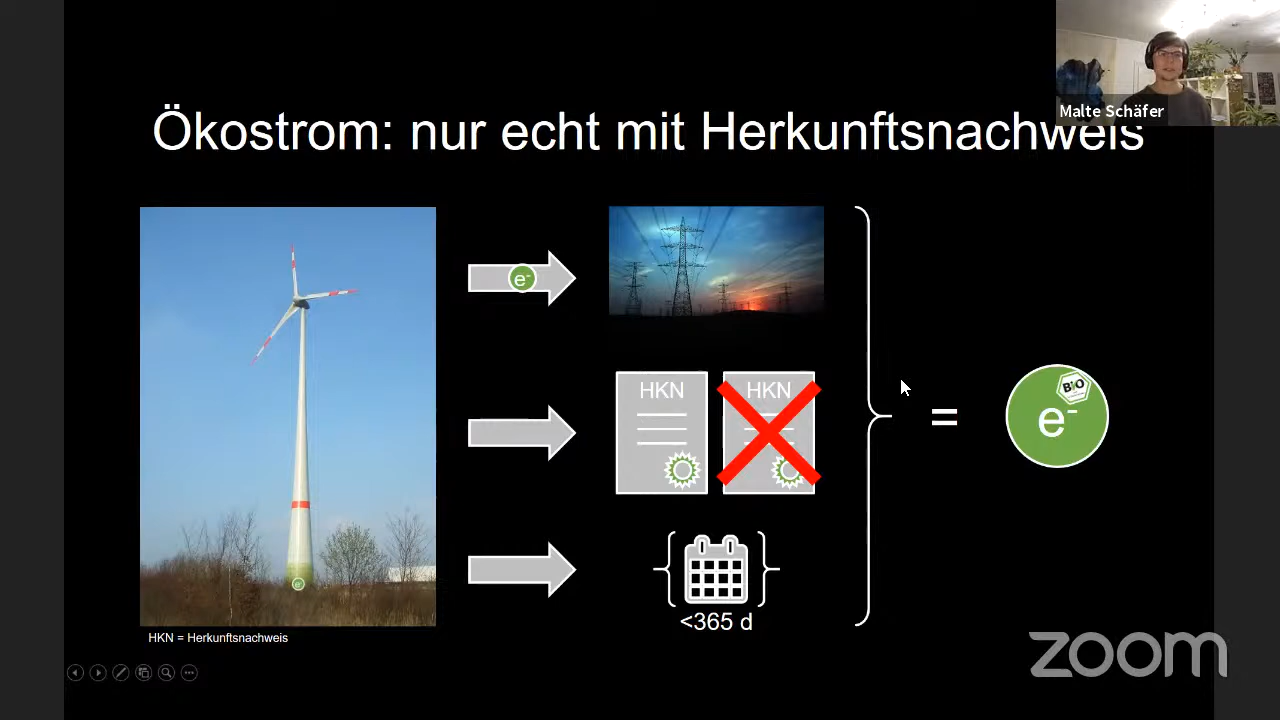 Malte Schäfer
Ökostrom: nur echt mit Herkunftsnachweis
e⁻
HKN
HKN
BIO
e⁻
=
<365 d
e⁻
HKN = Herkunftsnachweis
zoom